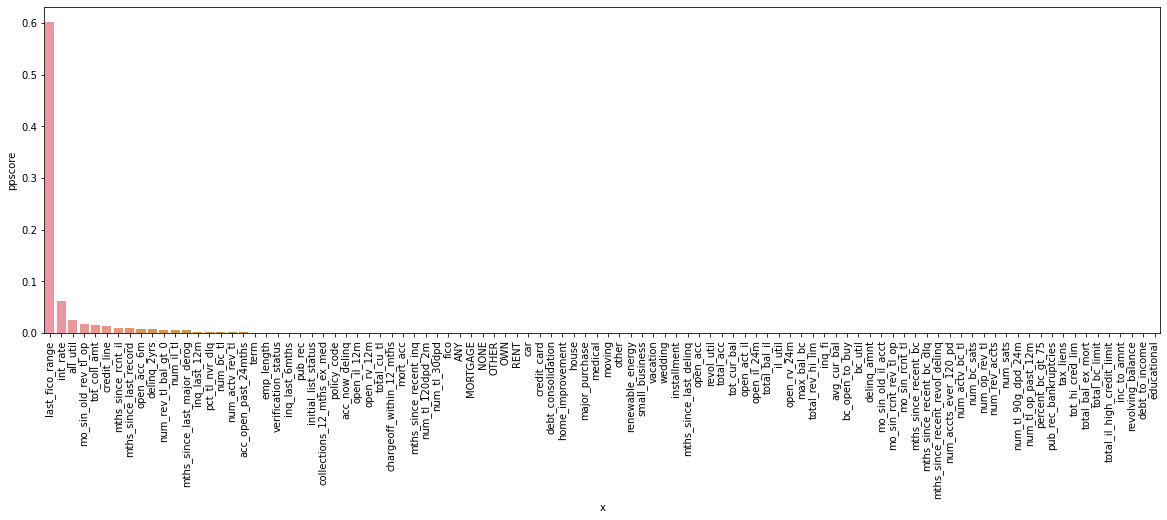 0.6
0.5
0.4
0.3
0.2
0.1
0.0
ppscore
last_fico_range
int_rate
all_util
mo_sin_old_rev_tl_op
tot_coll_amt
credit_line
mths_since_rcnt_il
mths_since_last_record
open_acc_6m
delinq_2yrs
num_rev_tl_bal_gt_0
num_il_tl
mths_since_last_major_derog
inq_last_12m
pct_tl_nvr_dlq
num_bc_tl
num_actv_rev_tl
acc_open_past_24mths
term
emp_length
verification_status
inq_last_6mths
pub_rec
initial_list_status
collections_12_mths_ex_med
policy_code
acc_now_delinq
open_il_12m
open_rv_12m
total_cu_tl
chargeoff_within_12_mths
mort_acc
mths_since_recent_inq
num_tl_120dpd_2m
num_tl_30dpd
fico
ANY
MORTGAGE
NONE
OTHER
OWN
RENT
car
credit_card
debt_consolidation
home_improvement
house
major_purchase
medical
moving
other
renewable_energy
small_business
vacation
wedding
installment
mths_since_last_delinq
open_acc
revol_util
total_acc
tot_cur_bal
open_act_il
open_il_24m
total_bal_il
il_util
open_rv_24m
max_bal_bc
total_rev_hi_lim
inq_fi
avg_cur_bal
bc_open_to_buy
bc_util
delinq_amt
mo_sin_old_il_acct
mo_sin_rcnt_rev_tl_op
mo_sin_rcnt_tl
mths_since_recent_bc
mths_since_recent_bc_dlq
mths_since_recent_revol_delinq
num_accts_ever_120_pd
num_actv_bc_tl
num_bc_sats
num_op_rev_tl
num_rev_accts
num_sats
num_tl_90g_dpd_24m
num_tl_op_past_12m
percent_bc_gt_75
pub_rec_bankruptcies
tax_liens
tot_hi_cred_lim
total_bal_ex_mort
total_bc_limit
total_il_high_credit_limit
inc_to_amnt
revolving_balance
debt_to_income
educational
x